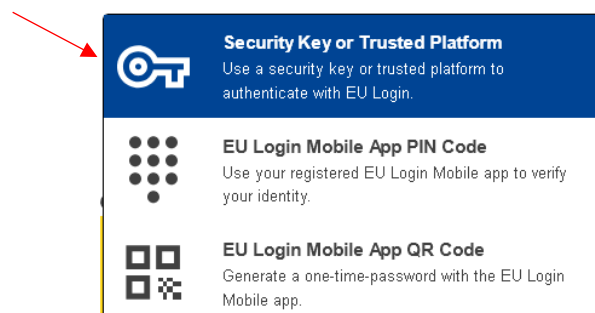 Security Key or Trusted Platform
Use a security key or trusted platform to
authenticate with EU Login.
EU Login Mobile App PIN Code
Use your registered EU Login Mobile app to verify
your identity.
EU Login Mobile App QR Code
Generate a one-time-password with the EU Login
Mobile app.